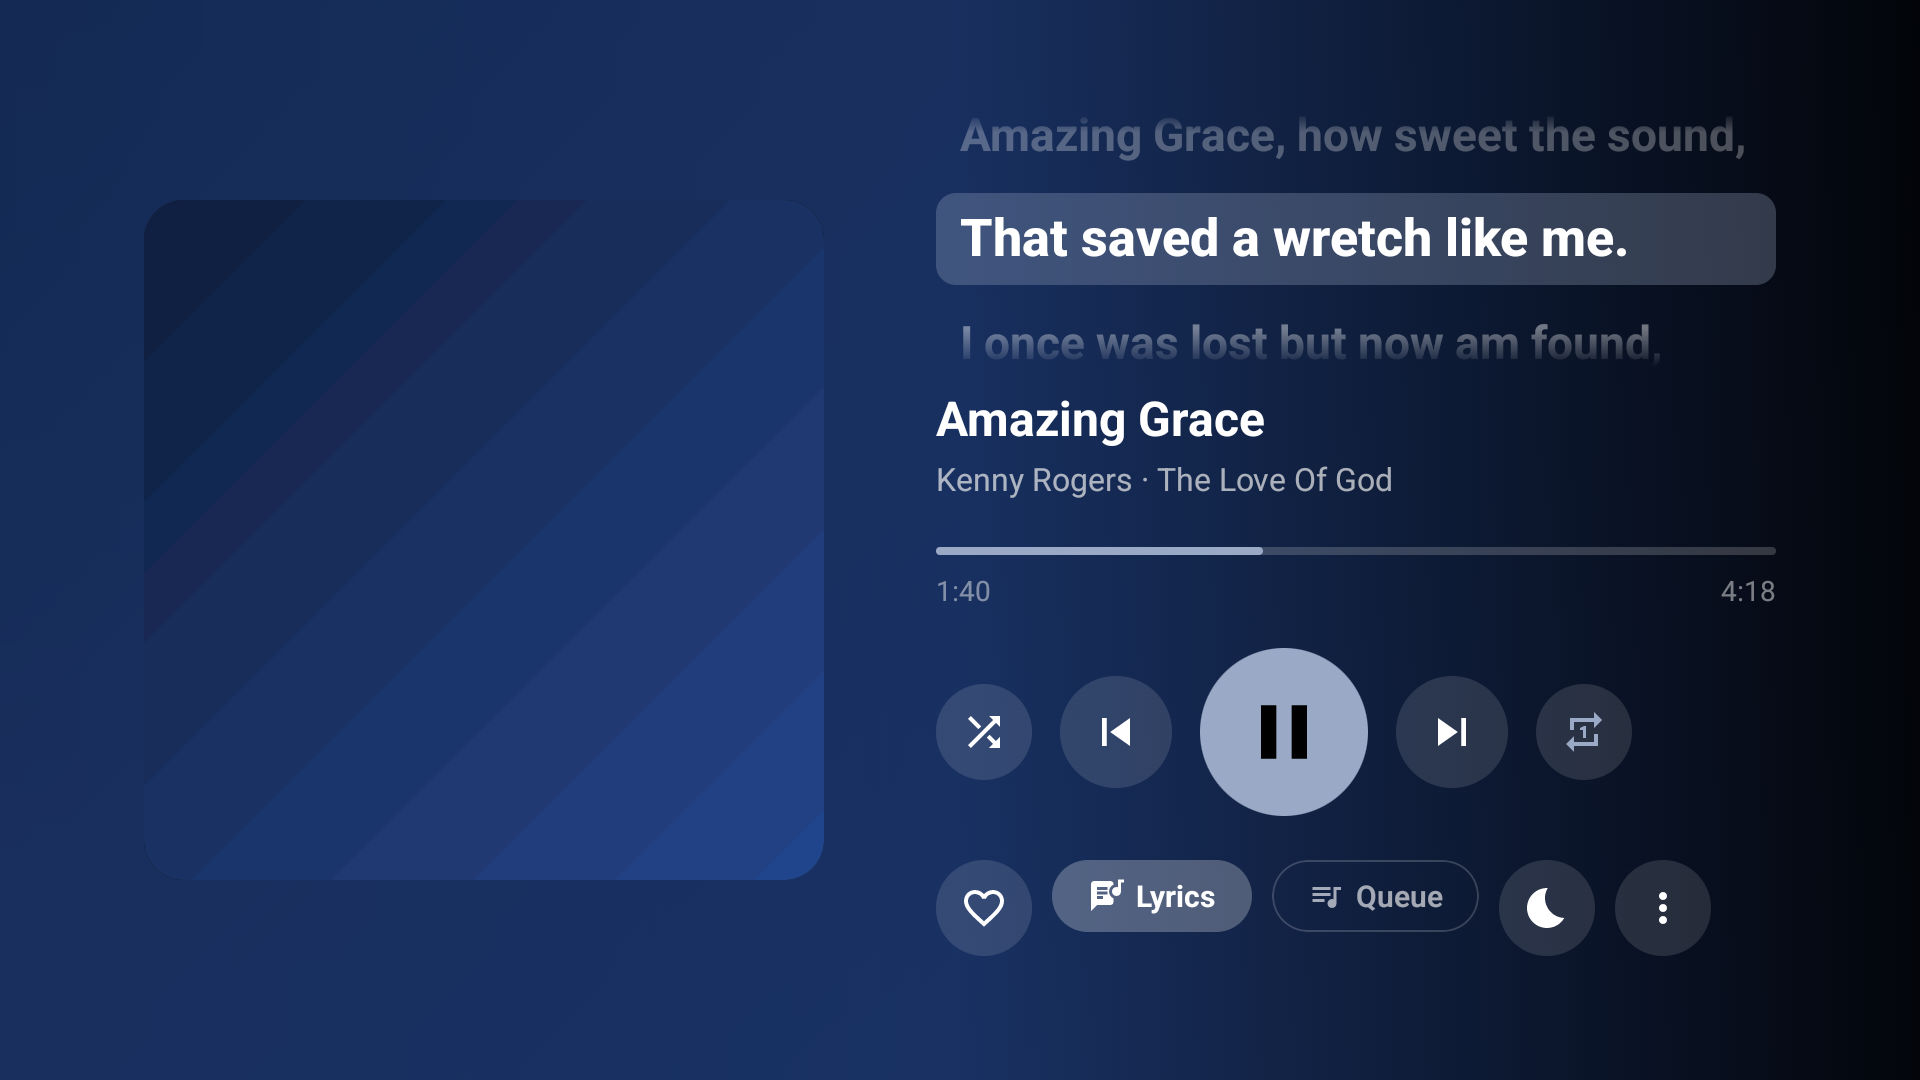 Amazing Grace, how sweet the sound,
That saved a wretch like me.
I once was lost but now am found,
Amazing Grace
Kenny Rogers · The Love Of God
1:40
4:18
1
Lyrics
Queue